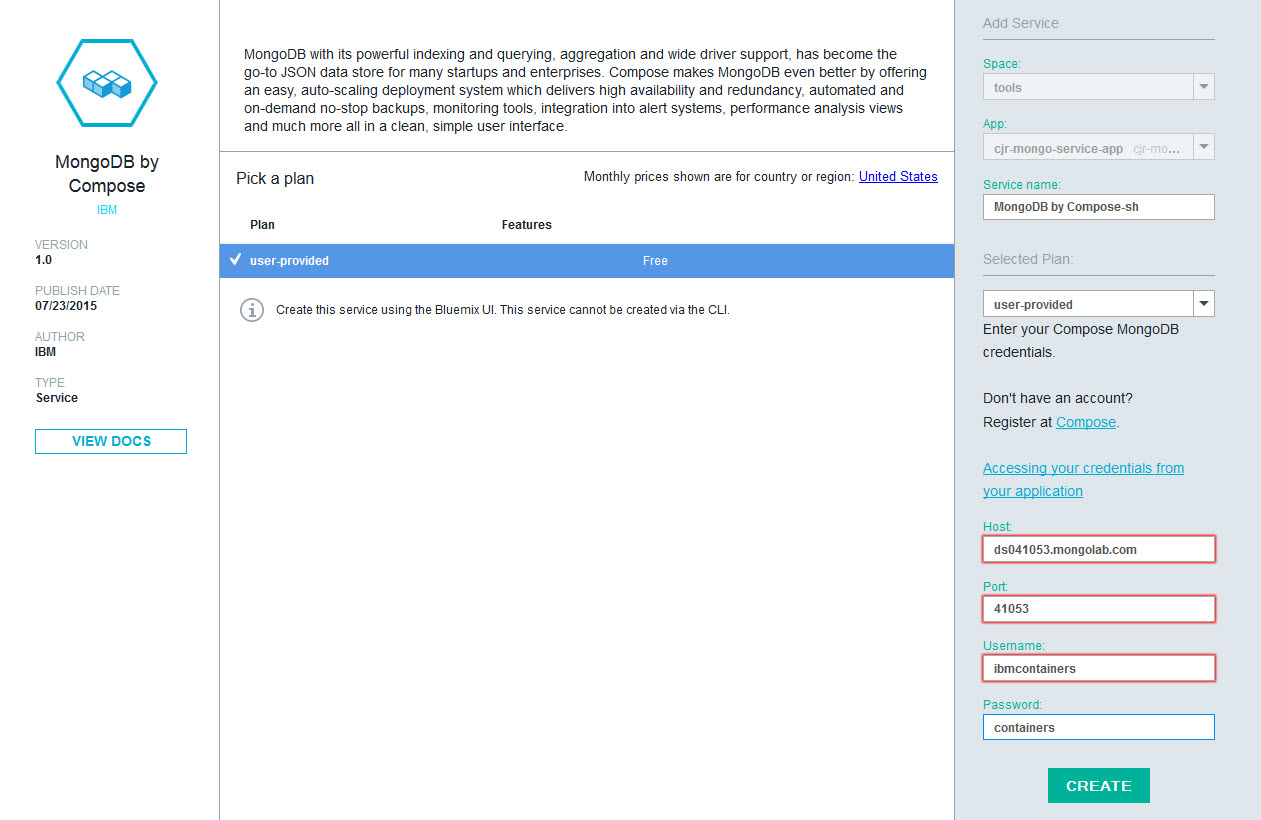 MongoDB by
Compose
IBM
VERSION
1.0
PUBLISH DATE
07/23/2015
AUTHOR
IBM
TYPE
Service
VIEW DOCS
MongoDB with its powerful indexing and querying, aggregation and wide driver support, has become the
go-to JSON data store for many startups and enterprises. Compose makes MongoDB even better by offering
an easy, auto-scaling deployment system which delivers high availability and redundancy, automated and
on-demand no-stop backups, monitoring tools, integration into alert systems, performance analysis views
and much more all in a clean, simple user interface.
Pick a plan
Monthly prices shown are for country or region: United States
Plan Features
user-provided Free
Create this service using the Bluemix UI. This service cannot be created via the CLI.
Add Service
Space:
tools
App:
cjr-mongo-service-app cjr-mo...
Service name:
MongoDB by Compose-sh
Selected Plan:
user-provided
Enter your Compose MongoDB
credentials.
Don't have an account?
Register at Compose.
Accessing your credentials from
your application
Host:
ds041053.mongolab.com
Port:
41053
Username:
ibmcontainers
Password:
containers
CREATE